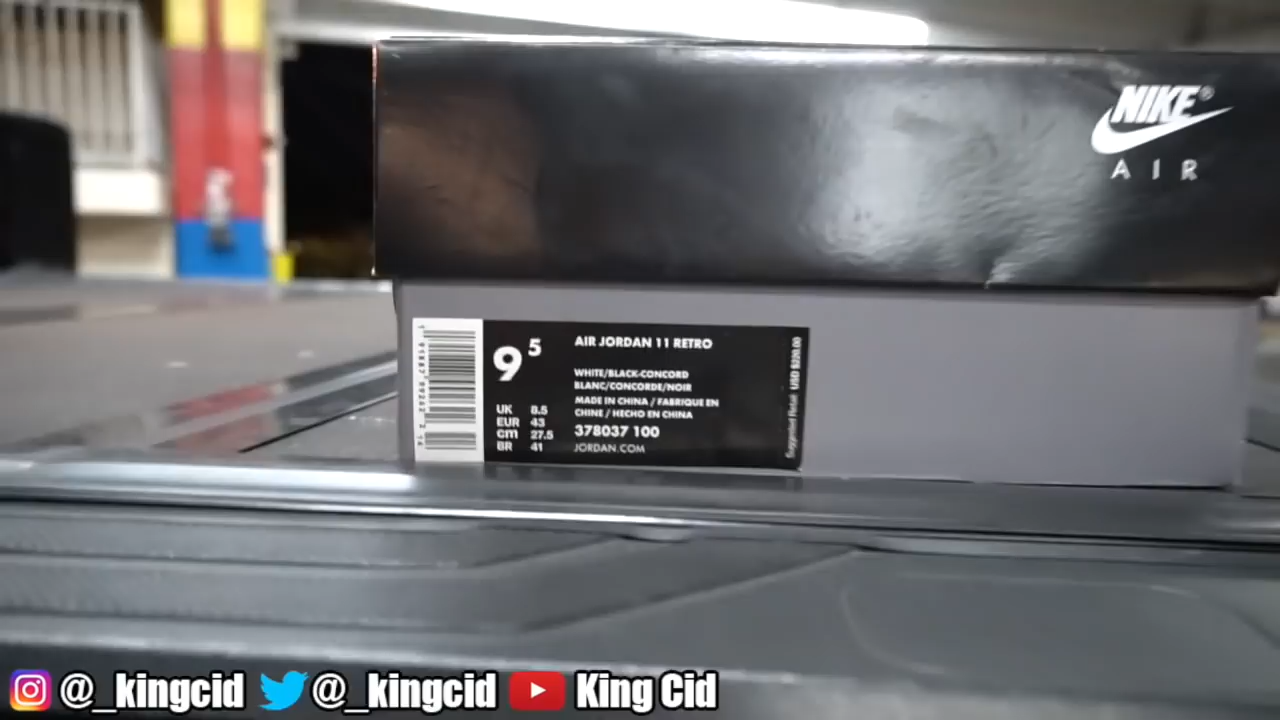 NIKE®
AIR
9 5
UK 8.5
EUR 43
cm 27.5
BR 41
AIR JORDAN 11 RETRO
WHITE/BLACK-CONCORD
BLANC/CONCORDE/NOIR
MADE IN CHINA / FABRIQUE EN
CHINE / HECHO EN CHINA
378037 100
JORDAN.COM
Suggested Retail USD $220.00
@_kingcid @_kingcid King Cid